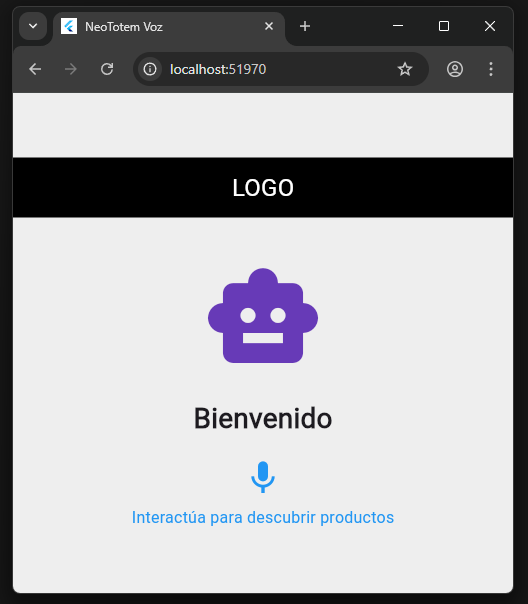 NeoTotem Voz
localhost:51970
LOGO
Bienvenido
Interactúa para descubrir productos